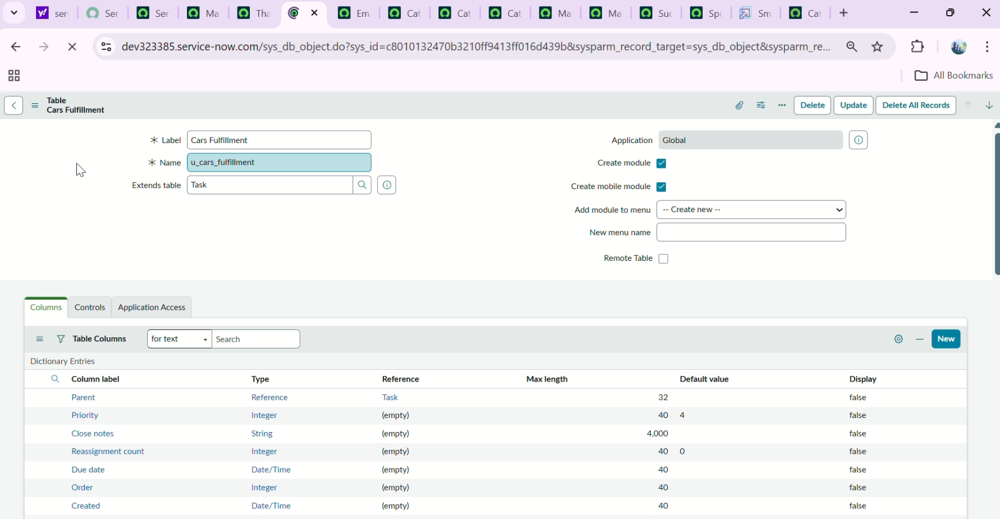 ser
Ser
Ser
Ma
Tha
Em
Cat
Cat
Cat
Ma
Ma
Suc
Spc
Sm
Cat
dev323385.service-now.com/sys_db_object.do?sys_id=c8010132470b3210ff9413ff016d439b&sysparm_record_target=sys_db_object&sysparm_re...
All Bookmarks
Table
Cars Fulfillment
Delete
Update
Delete All Records
* Label Cars Fulfillment
Application Global
* Name u_cars_fulfillment
Create module
Extends table Task
Create mobile module
Add module to menu -- Create new --
New menu name
Remote Table
Columns
Controls
Application Access
Table Columns for text Search New
Dictionary Entries
Column label Type Reference Max length Default value Display
Parent Reference Task 32 false
Priority Integer (empty) 40 4 false
Close notes String (empty) 4,000 false
Reassignment count Integer (empty) 40 0 false
Due date Date/Time (empty) 40 false
Order Integer (empty) 40 false
Created Date/Time (empty) 40 false